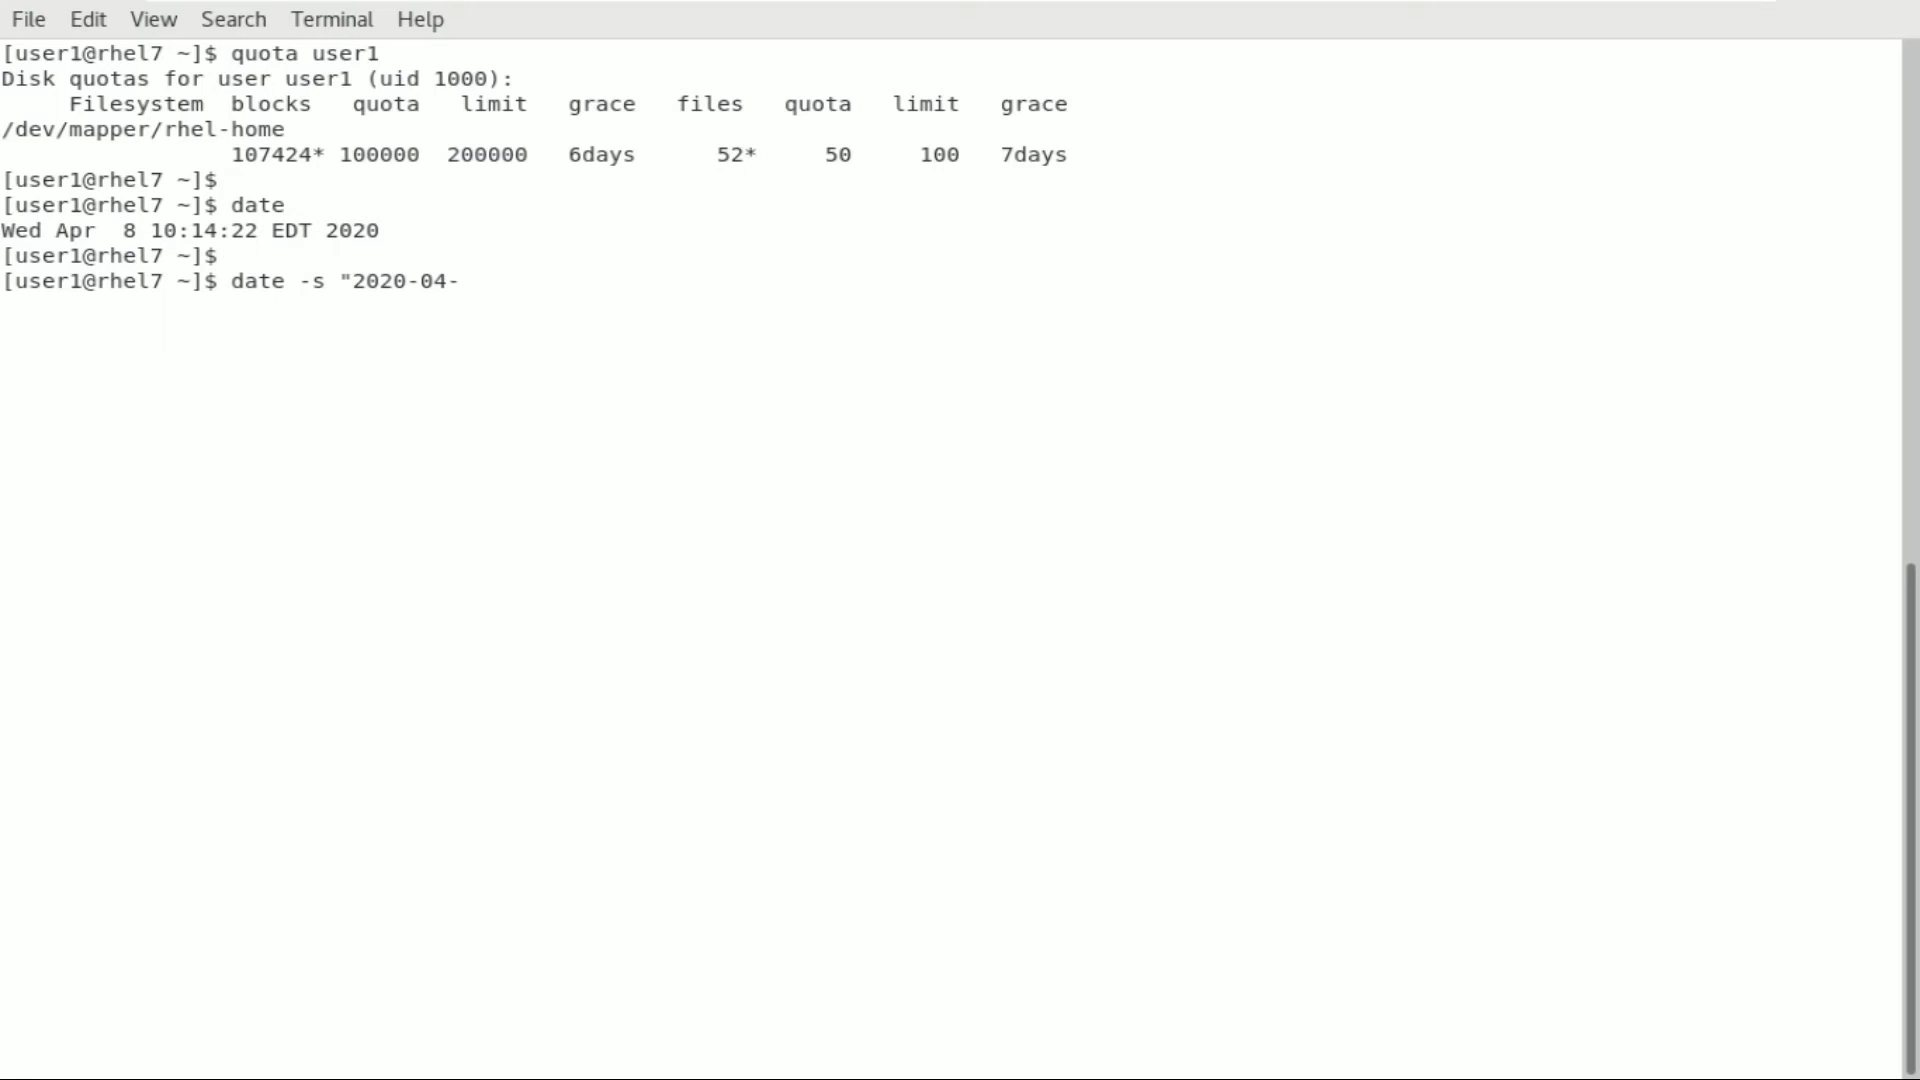 File Edit View Search Terminal Help
[user1@rhel7 ~]$ quota user1
Disk quotas for user user1 (uid 1000):
     Filesystem  blocks   quota   limit   grace   files   quota   limit   grace
/dev/mapper/rhel-home
                 107424* 100000  200000   6days      52*     50     100   7days
[user1@rhel7 ~]$
[user1@rhel7 ~]$ date
Wed Apr  8 10:14:22 EDT 2020
[user1@rhel7 ~]$
[user1@rhel7 ~]$ date -s "2020-04-